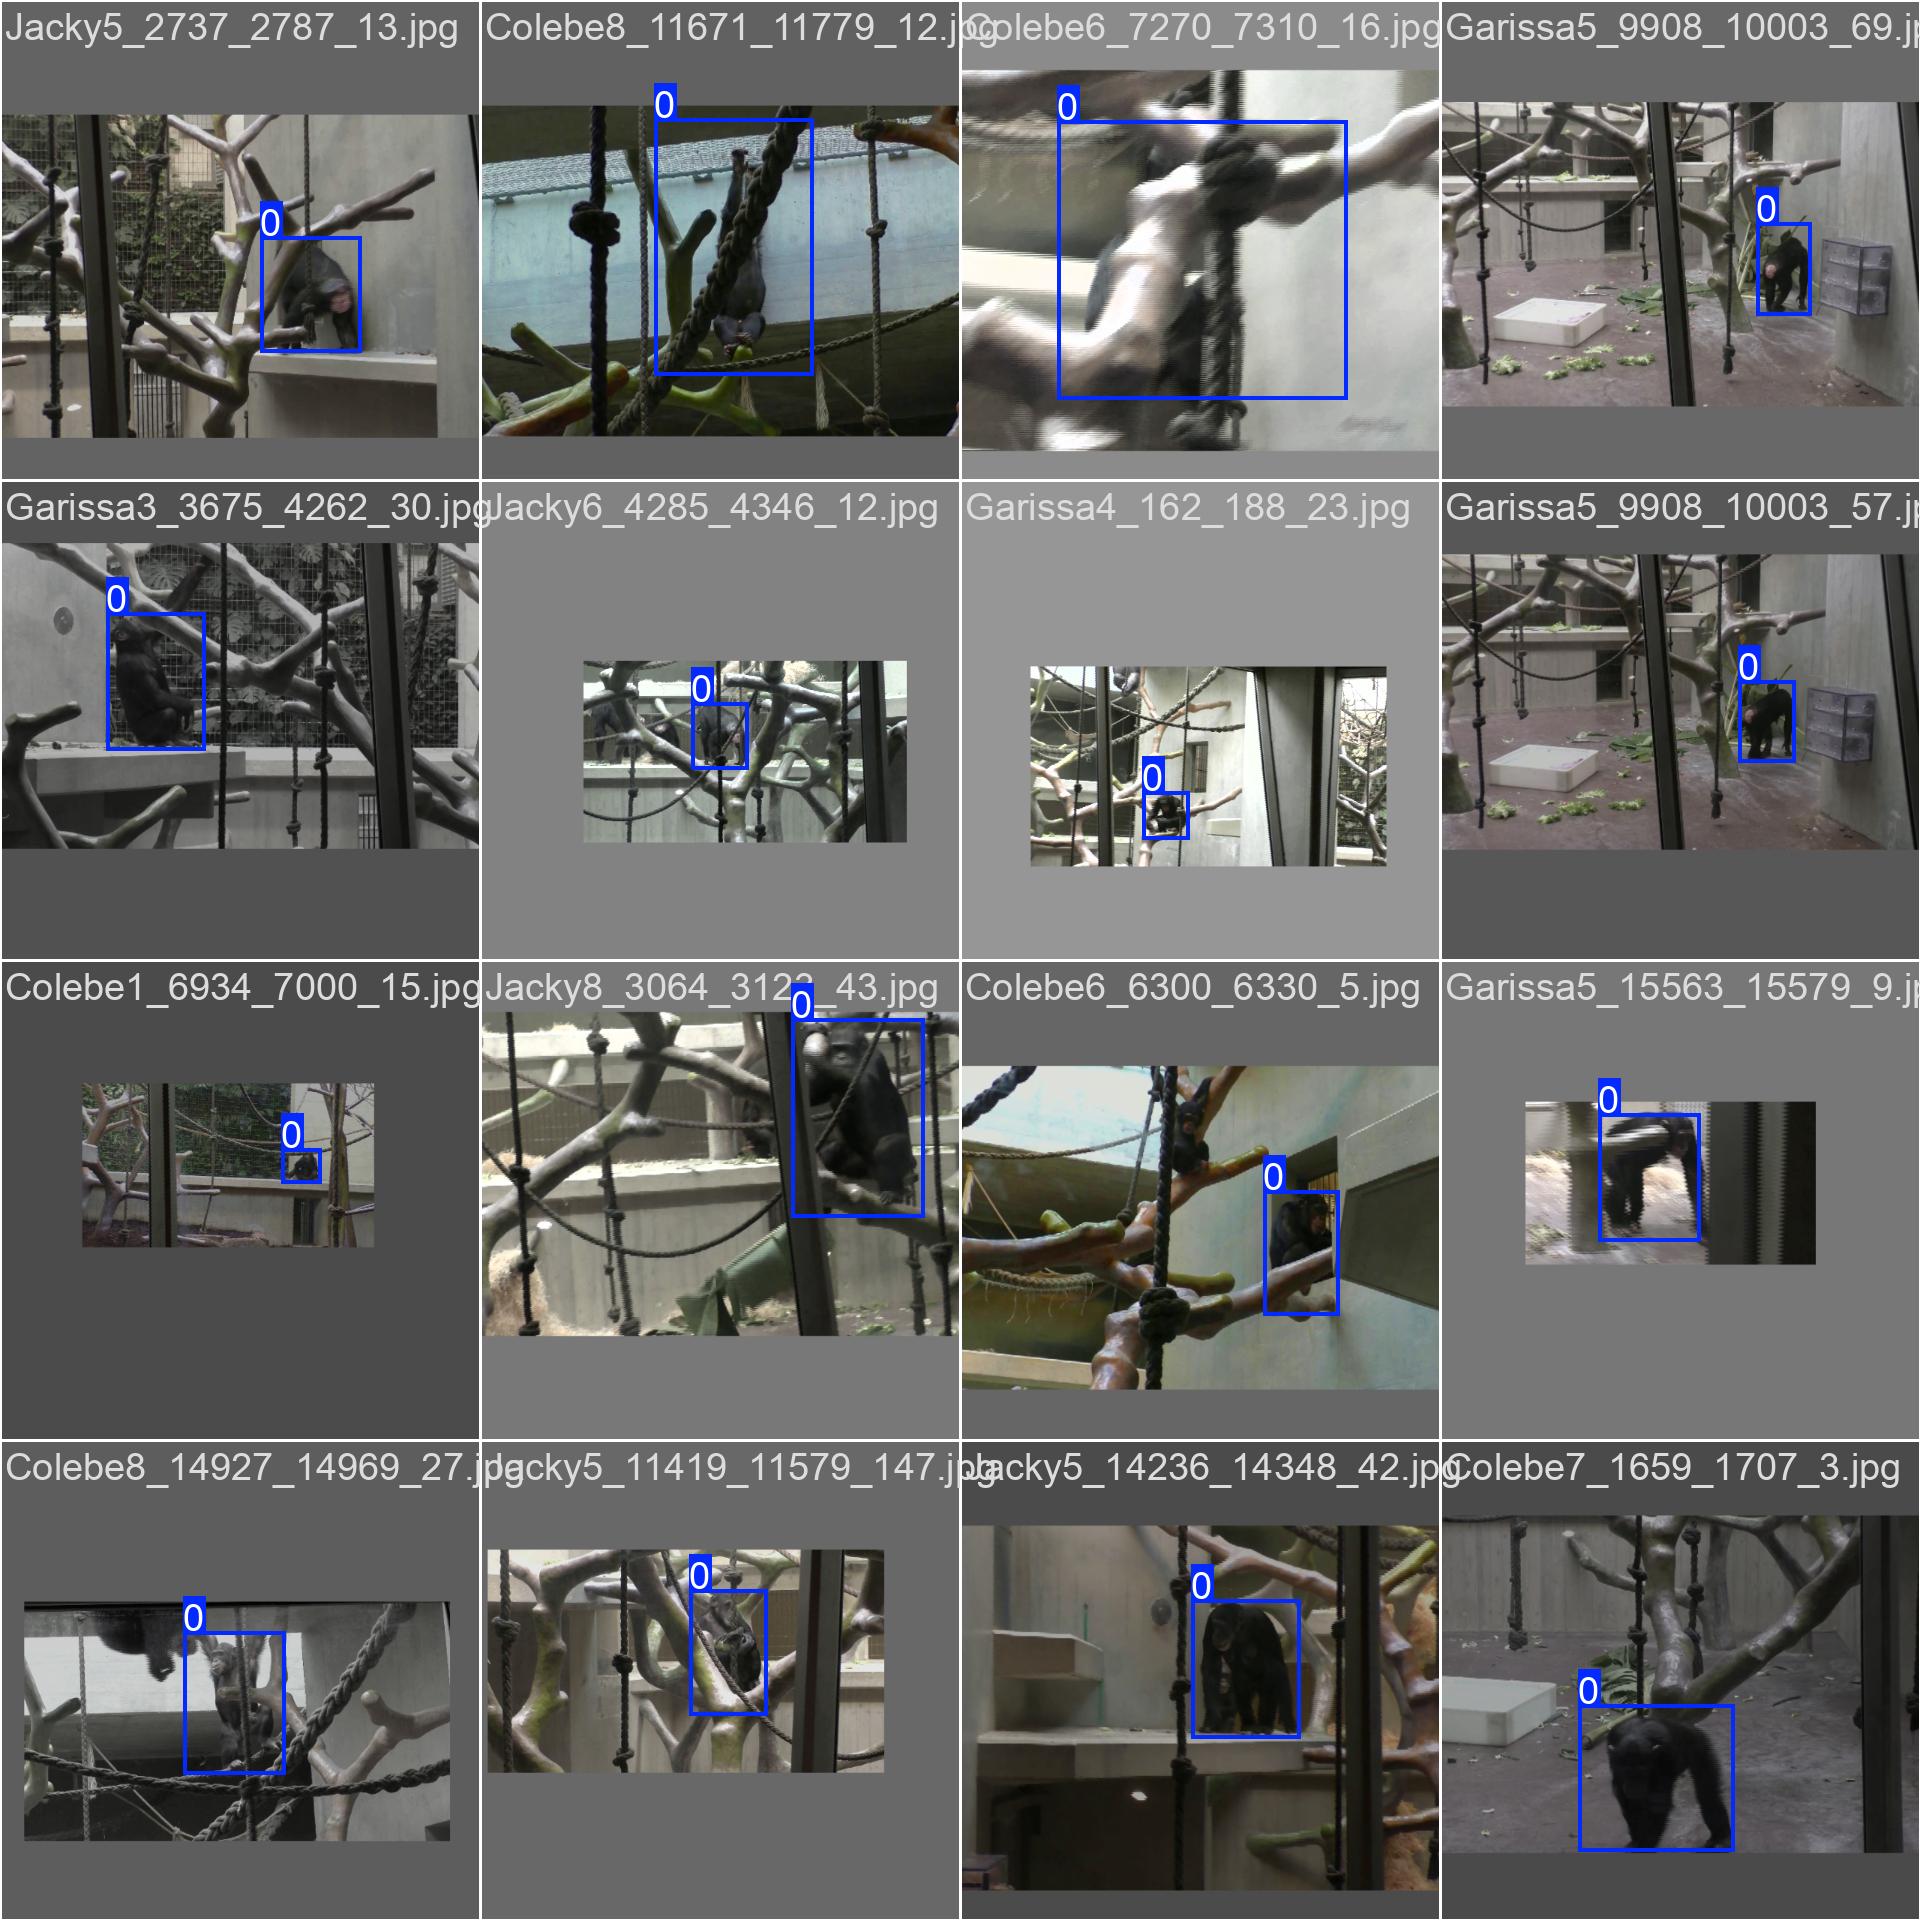 Jacky5_2737_2787_13.jpg
Colebe8_11671_11779_12.jpg
Colebe6_7270_7310_16.jpg
Garissa5_9908_10003_69.jp
0
0
0
0
Garissa3_3675_4262_30.jpg
Jacky6_4285_4346_12.jpg
Garissa4_162_188_23.jpg
Garissa5_9908_10003_57.jp
0
0
0
0
Colebe1_6934_7000_15.jpg
Jacky8_3064_312_43.jpg
Colebe6_6300_6330_5.jpg
Garissa5_15563_15579_9.jp
0
0
0
0
Colebe8_14927_14969_27.jpg
Jacky5_11419_11579_147.jpg
Jacky5_14236_14348_42.jpg
Colebe7_1659_1707_3.jpg
0
0
0
0